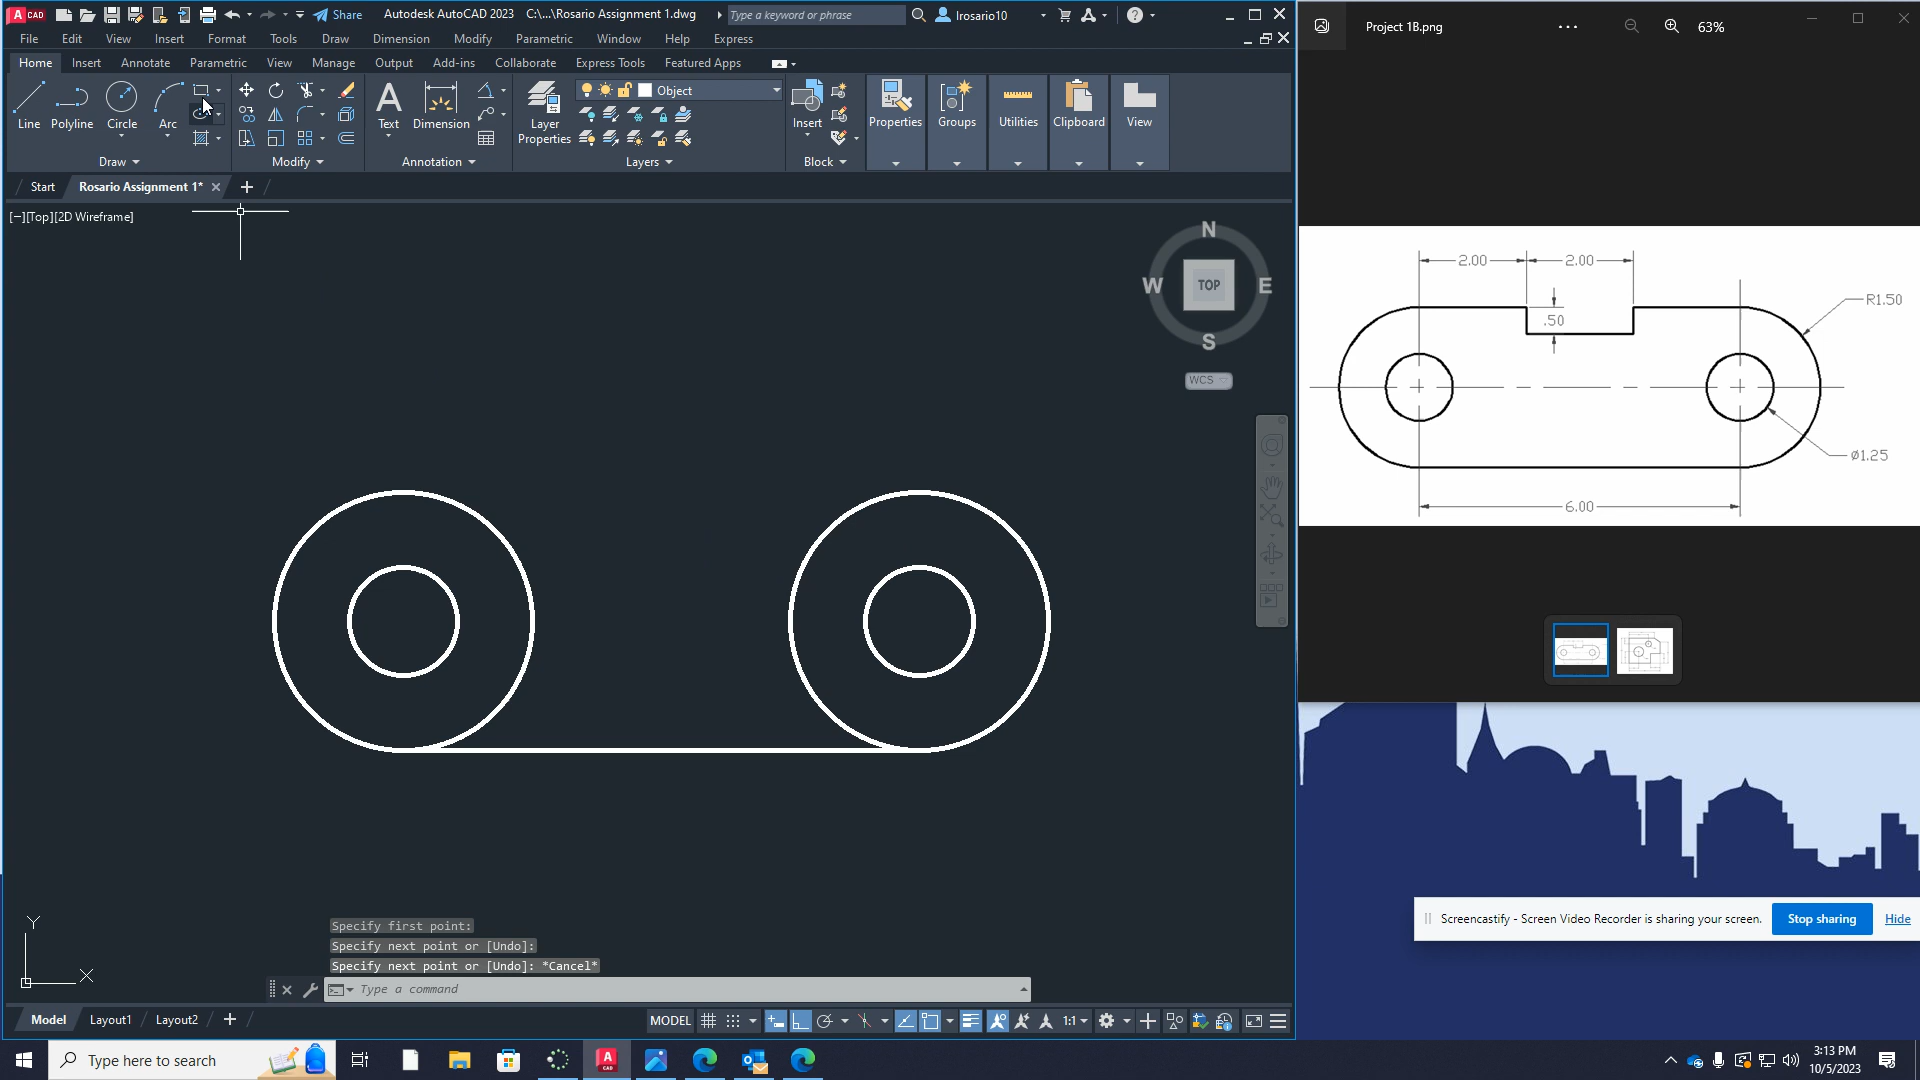 A CAD Share Autodesk AutoCAD 2023 C:\...\Rosario Assignment 1.dwg Type a keyword or phrase lrosario10
File Edit View Insert Format Tools Draw Dimension Modify Parametric Window Help Express
Home Insert Annotate Parametric View Manage Output Add-ins Collaborate Express Tools Featured Apps
Object
Line Polyline Circle Arc Text Dimension Layer Properties Insert Properties Groups Utilities Clipboard View
Draw Modify Annotation Layers Block
Start Rosario Assignment 1*
[−][Top][2D Wireframe]
N
W TOP E
S
WCS
Y
X
Specify first point:
Specify next point or [Undo]:
Specify next point or [Undo]: *Cancel*
Type a command
Model Layout1 Layout2 MODEL 1:1
Project 1B.png 63%
2.00 2.00
R1.50
.50
ø1.25
6.00
Screencastify - Screen Video Recorder is sharing your screen. Stop sharing Hide
Type here to search
A CAD
3:13 PM
10/5/2023